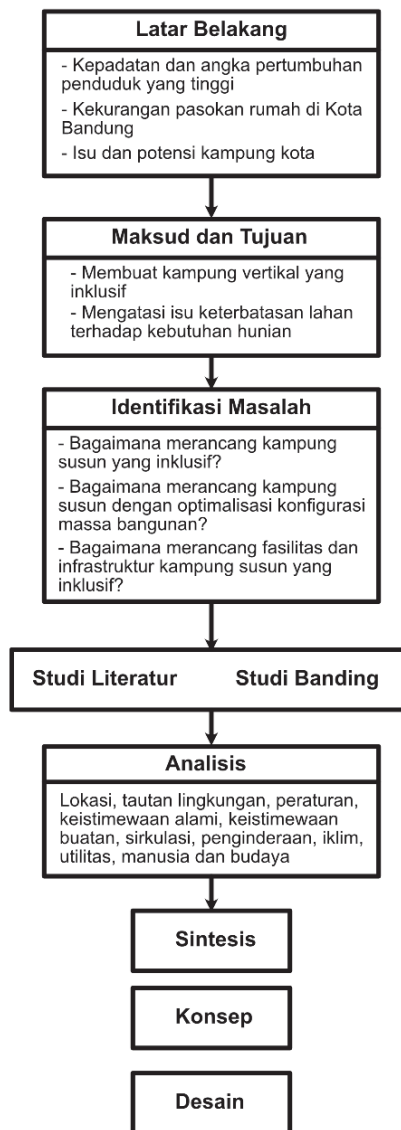 Latar Belakang
- Kepadatan dan angka pertumbuhan
penduduk yang tinggi
- Kekurangan pasokan rumah di Kota
Bandung
- Isu dan potensi kampung kota
Maksud dan Tujuan
- Membuat kampung vertikal yang
inklusif
- Mengatasi isu keterbatasan lahan
terhadap kebutuhan hunian
Identifikasi Masalah
- Bagaimana merancang kampung
susun yang inklusif?
- Bagaimana merancang kampung
susun dengan optimalisasi konfigurasi
massa bangunan?
- Bagaimana merancang fasilitas dan
infrastruktur kampung susun yang
inklusif?
Studi Literatur Studi Banding
Analisis
Lokasi, tautan lingkungan, peraturan,
keistimewaan alami, keistimewaan
buatan, sirkulasi, penginderaan, iklim,
utilitas, manusia dan budaya
Sintesis
Konsep
Desain